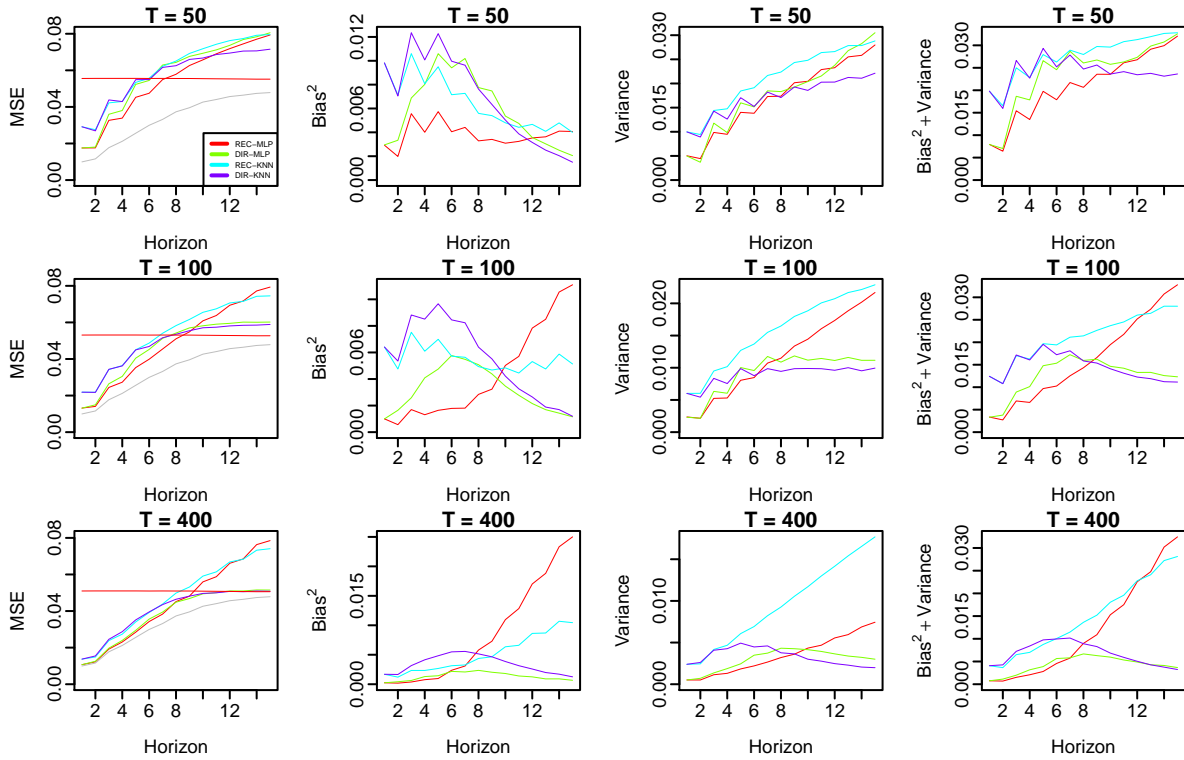 T = 50
MSE
0.00 0.04 0.08
2 4 6 8 12
Horizon
REC−MLP
DIR−MLP
REC−KNN
DIR−KNN
T = 50
Bias²
0.000 0.006 0.012
2 4 6 8 12
Horizon
T = 50
Variance
0.000 0.015 0.030
2 4 6 8 12
Horizon
T = 50
Bias² + Variance
0.000 0.015 0.030
2 4 6 8 12
Horizon
T = 100
MSE
0.00 0.04 0.08
2 4 6 8 12
Horizon
T = 100
Bias²
0.000 0.006
2 4 6 8 12
Horizon
T = 100
Variance
0.000 0.010 0.020
2 4 6 8 12
Horizon
T = 100
Bias² + Variance
0.000 0.015 0.030
2 4 6 8 12
Horizon
T = 400
MSE
0.00 0.04 0.08
2 4 6 8 12
Horizon
T = 400
Bias²
0.000 0.015
2 4 6 8 12
Horizon
T = 400
Variance
0.000 0.010
2 4 6 8 12
Horizon
T = 400
Bias² + Variance
0.000 0.015 0.030
2 4 6 8 12
Horizon